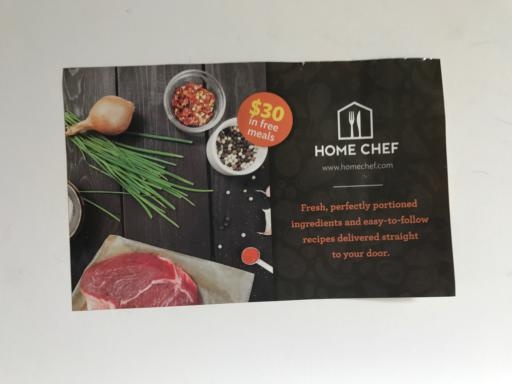 $30
in free
meals
HOME CHEF
www.homechef.com
Fresh, perfectly portioned
ingredients and easy-to-follow
recipes delivered straight
to your door.